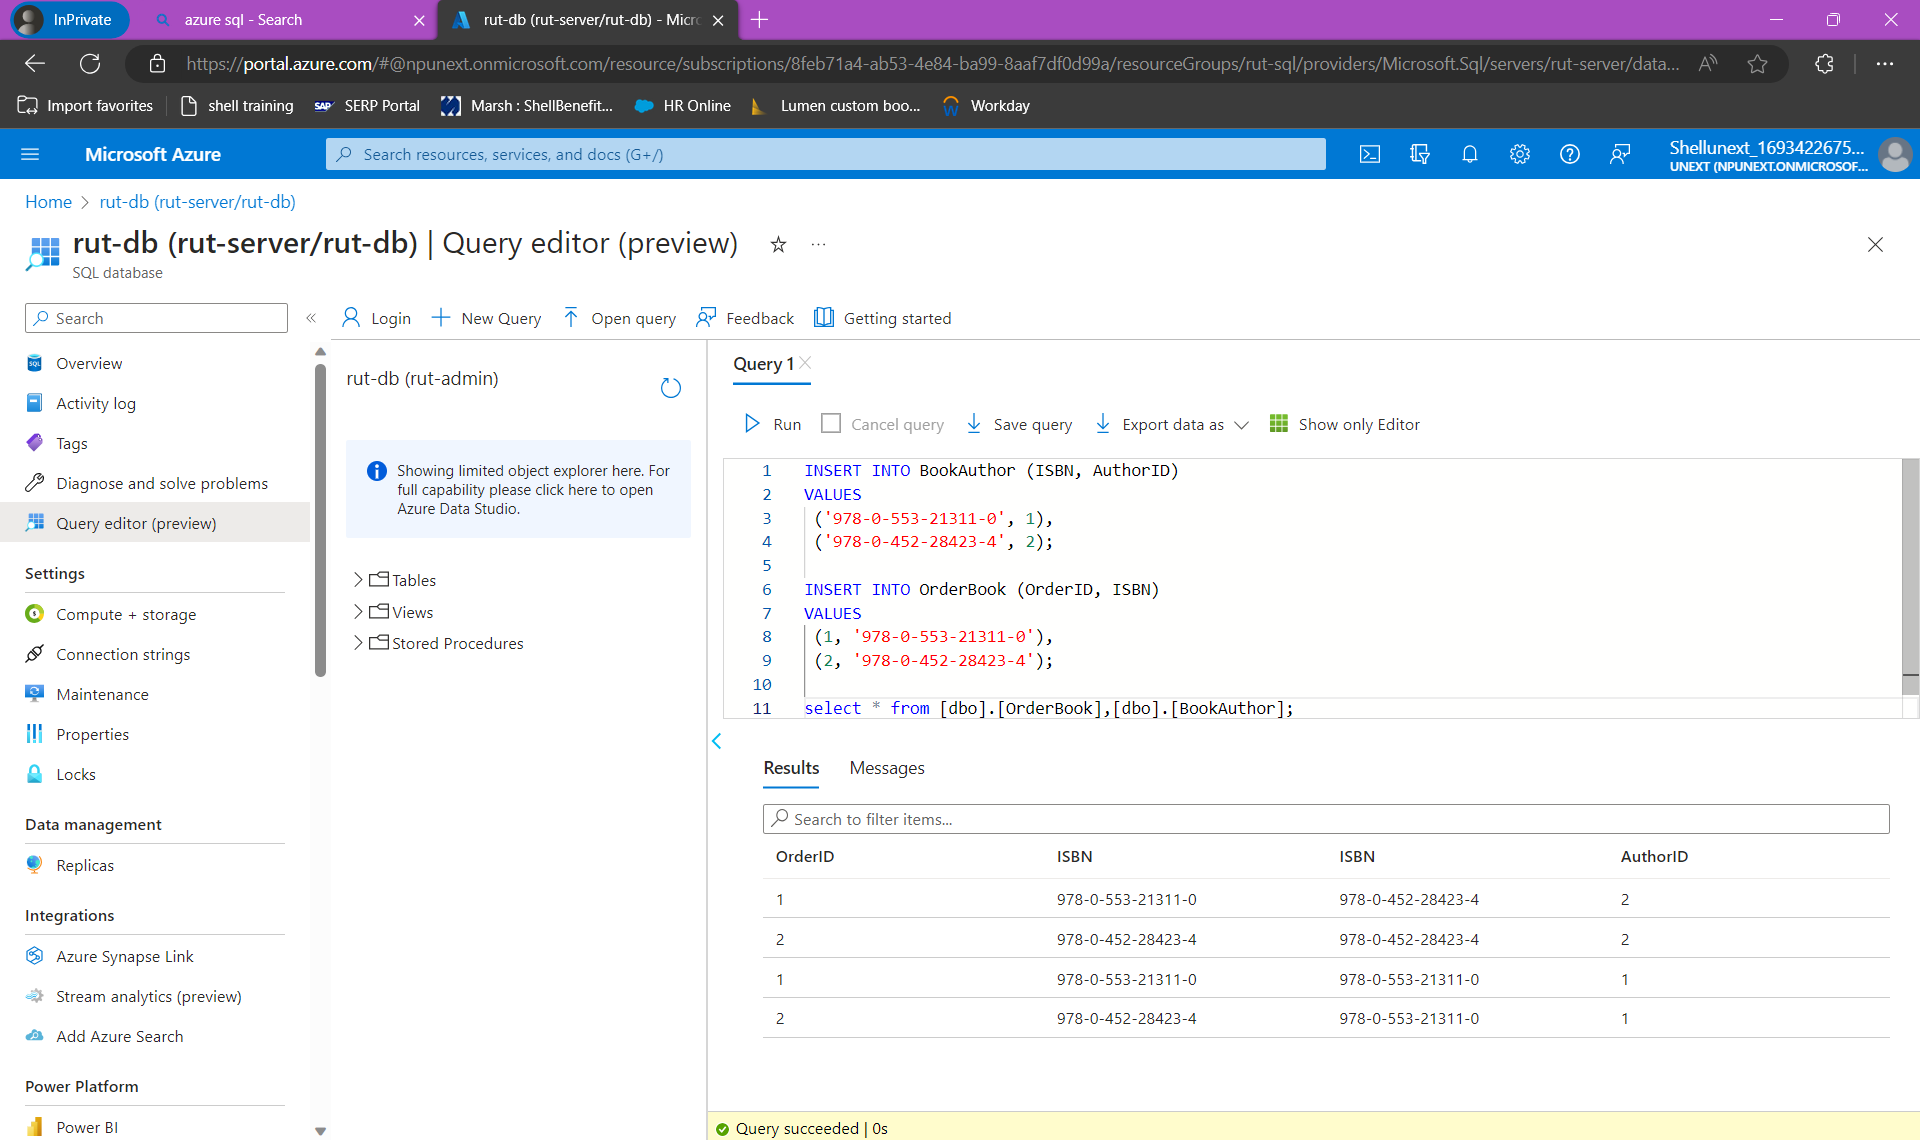 InPrivate
azure sql - Search
rut-db (rut-server/rut-db) - Micro
https://portal.azure.com/#@npunext.onmicrosoft.com/resource/subscriptions/8feb71a4-ab53-4e84-ba99-8aaf7df0d99a/resourceGroups/rut-sql/providers/Microsoft.Sql/servers/rut-server/data...
Import favorites
shell training
SAP SERP Portal
Marsh : ShellBenefit...
HR Online
Lumen custom boo...
Workday
Microsoft Azure
Search resources, services, and docs (G+/)
Shellunext_1693422675...
UNEXT (NPUNEXT.ONMICROSOF...
Home > rut-db (rut-server/rut-db)
rut-db (rut-server/rut-db) | Query editor (preview)
SQL database
Search
Login
New Query
Open query
Feedback
Getting started
Overview
Activity log
Tags
Diagnose and solve problems
Query editor (preview)
Settings
Compute + storage
Connection strings
Maintenance
Properties
Locks
Data management
Replicas
Integrations
Azure Synapse Link
Stream analytics (preview)
Add Azure Search
Power Platform
Power BI
rut-db (rut-admin)
Showing limited object explorer here. For
full capability please click here to open
Azure Data Studio.
Tables
Views
Stored Procedures
Query 1
Run
Cancel query
Save query
Export data as
Show only Editor
1 INSERT INTO BookAuthor (ISBN, AuthorID)
2 VALUES
3 ('978-0-553-21311-0', 1),
4 ('978-0-452-28423-4', 2);
5
6 INSERT INTO OrderBook (OrderID, ISBN)
7 VALUES
8 (1, '978-0-553-21311-0'),
9 (2, '978-0-452-28423-4');
10
11 select * from [dbo].[OrderBook],[dbo].[BookAuthor];
Results
Messages
Search to filter items...
OrderID ISBN ISBN AuthorID
1 978-0-553-21311-0 978-0-452-28423-4 2
2 978-0-452-28423-4 978-0-452-28423-4 2
1 978-0-553-21311-0 978-0-553-21311-0 1
2 978-0-452-28423-4 978-0-553-21311-0 1
Query succeeded | 0s